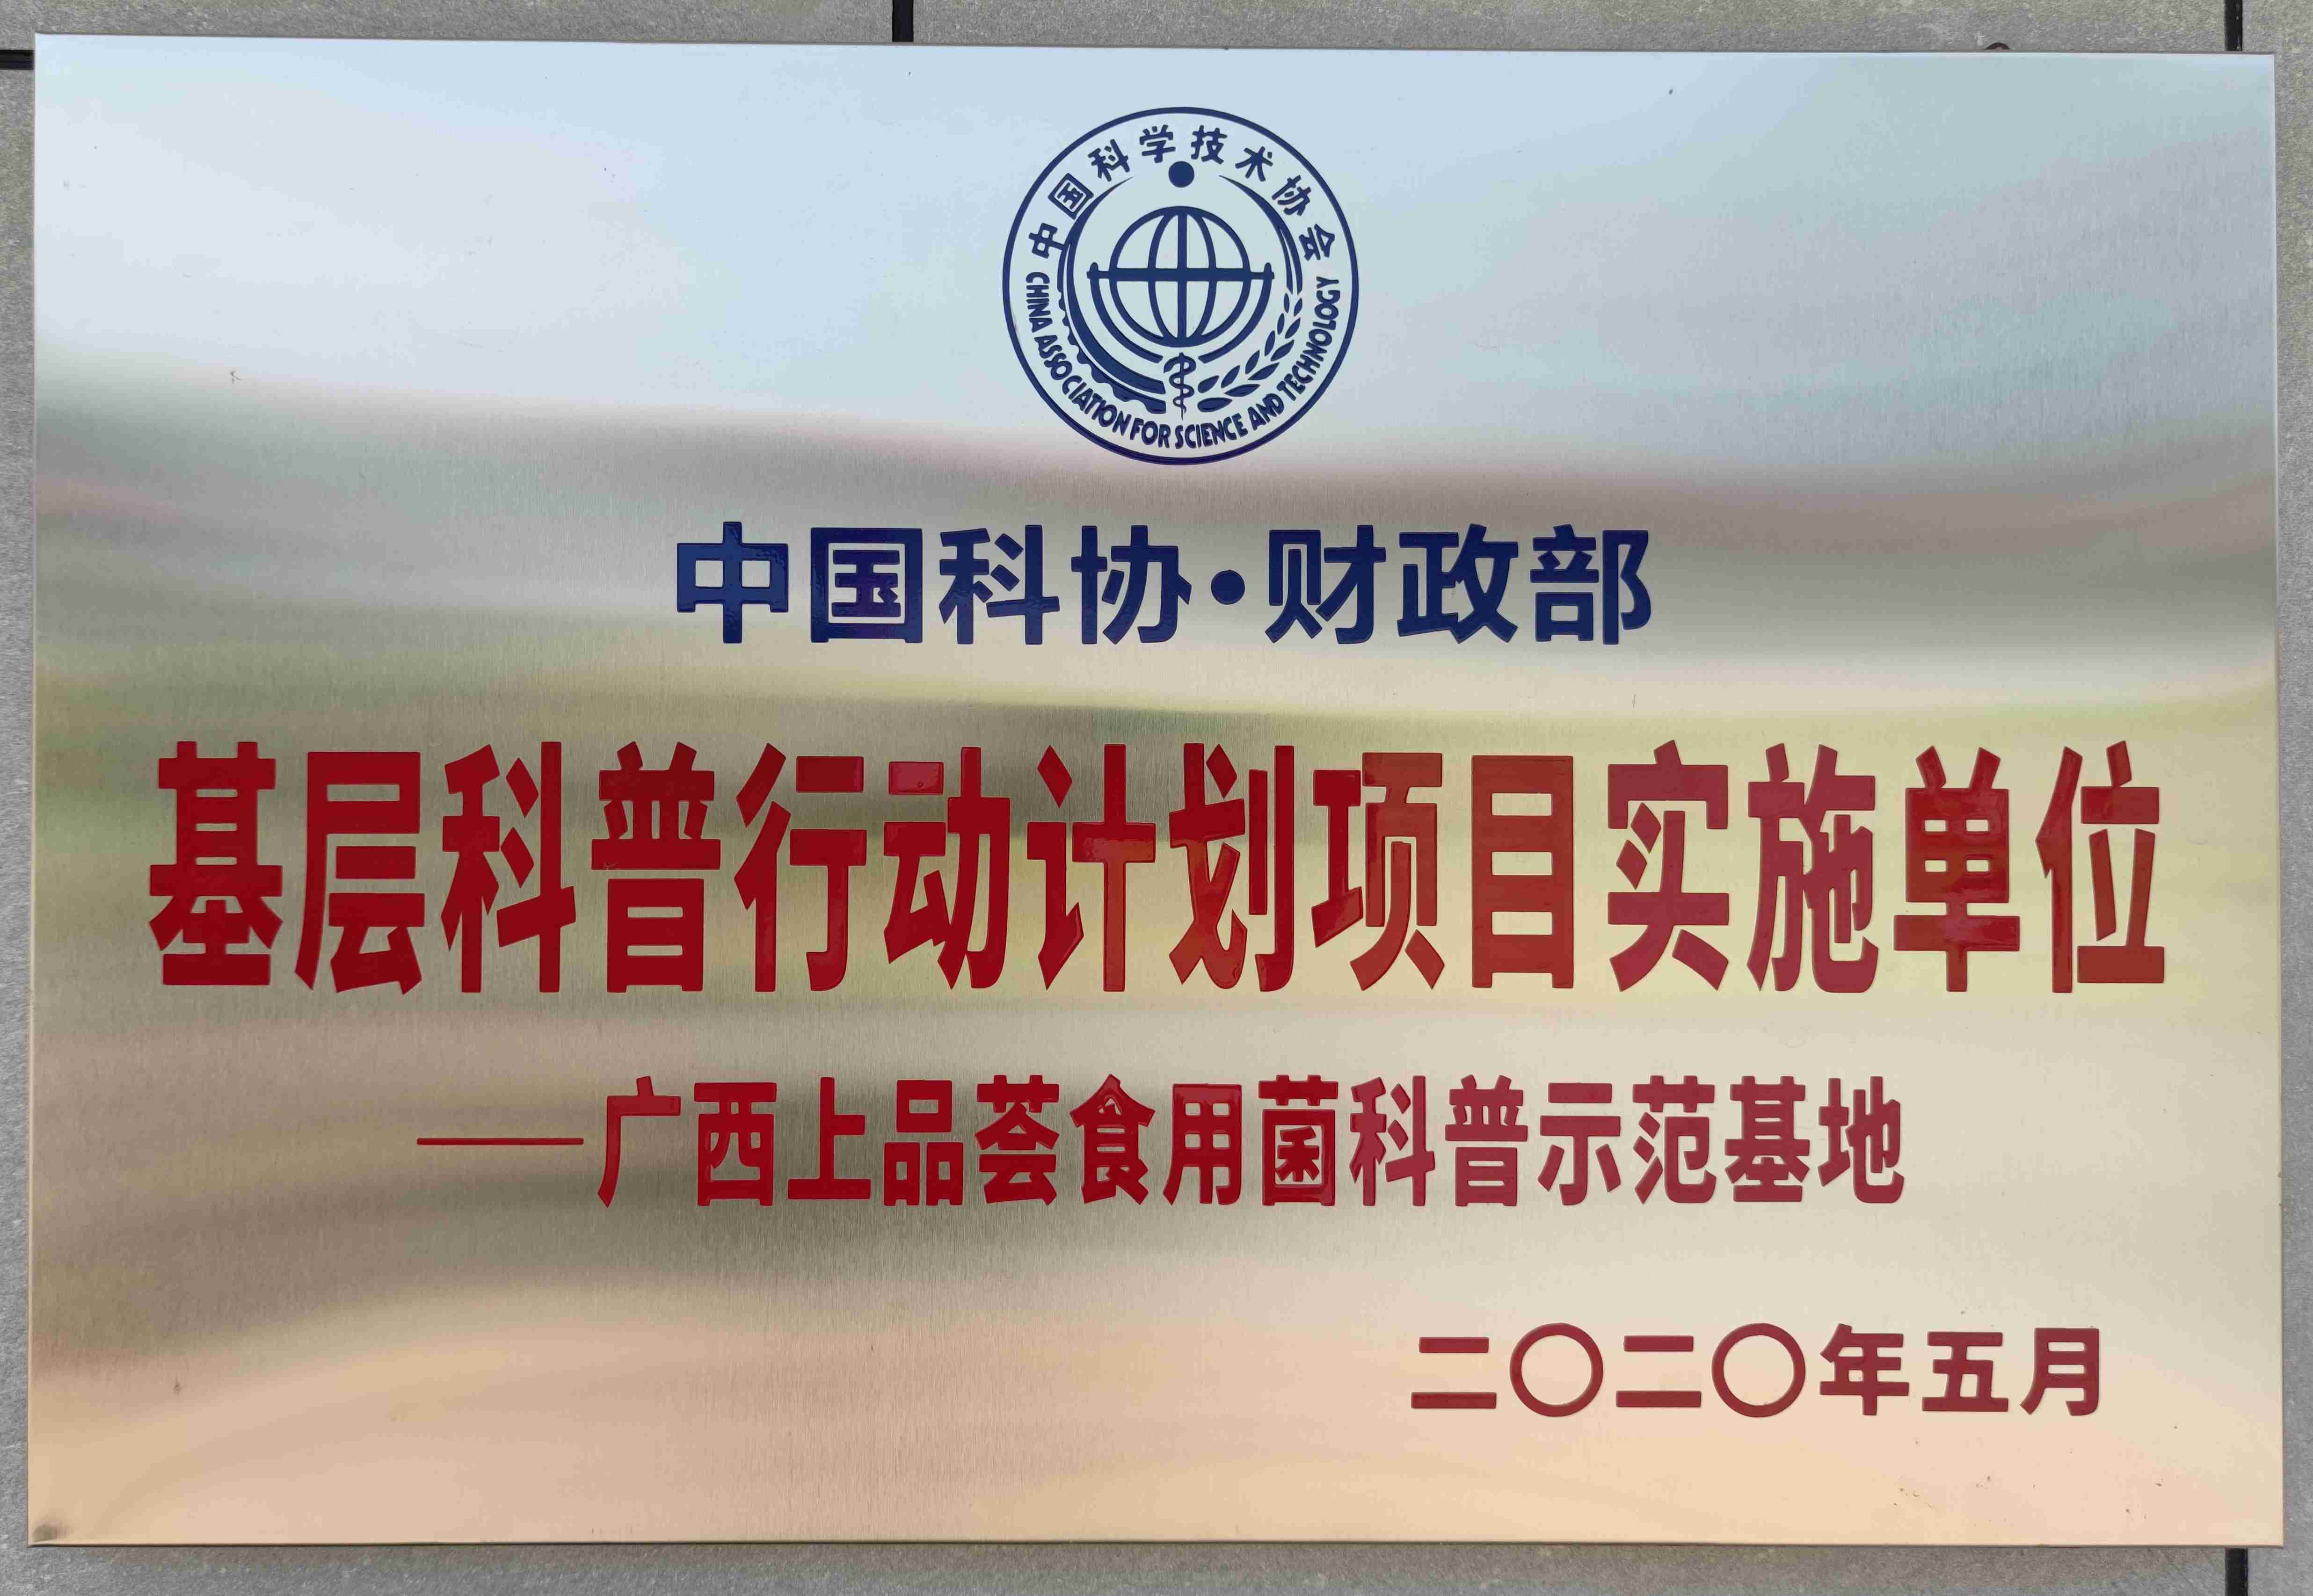 中国科学技术协会
CHINA ASSOCIATION FOR SCIENCE AND TECHNOLOGY
中国科协·财政部
基层科普行动计划项目实施单位
——广西上品荟食用菌科普示范基地
二〇二〇年五月